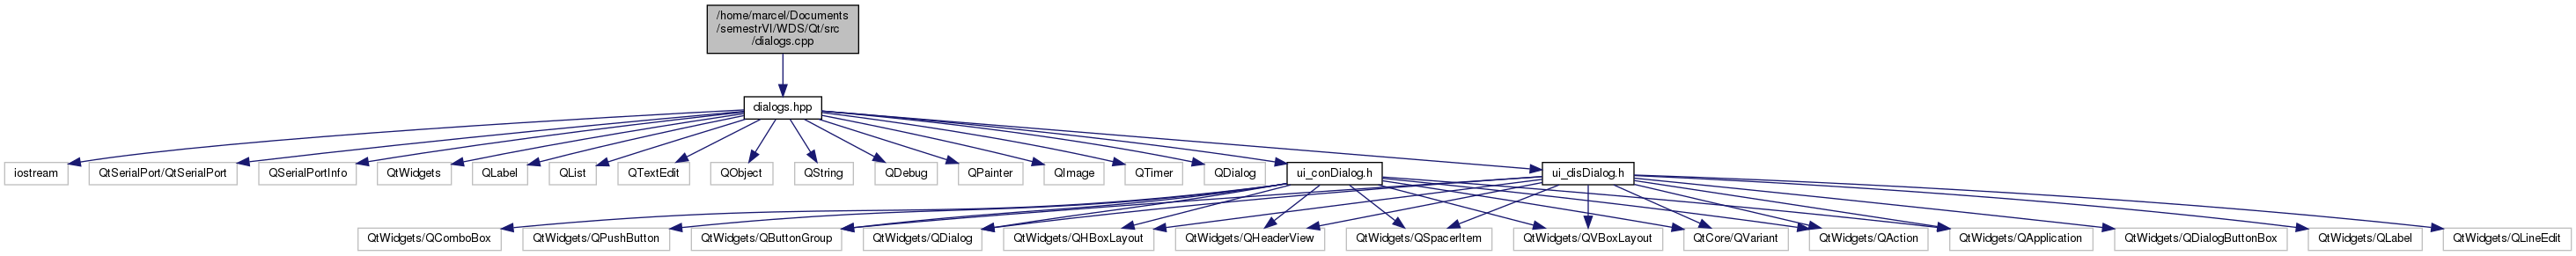 /home/marcel/Documents
/semestrVI/WDS/Qt/src
/dialogs.cpp
dialogs.hpp
iostream
QtSerialPort/QtSerialPort
QSerialPortInfo
QtWidgets
QLabel
QList
QTextEdit
QObject
QString
QDebug
QPainter
QImage
QTimer
QDialog
ui_conDialog.h
ui_disDialog.h
QtWidgets/QComboBox
QtWidgets/QPushButton
QtWidgets/QButtonGroup
QtWidgets/QDialog
QtWidgets/QHBoxLayout
QtWidgets/QHeaderView
QtWidgets/QSpacerItem
QtWidgets/QVBoxLayout
QtCore/QVariant
QtWidgets/QAction
QtWidgets/QApplication
QtWidgets/QDialogButtonBox
QtWidgets/QLabel
QtWidgets/QLineEdit